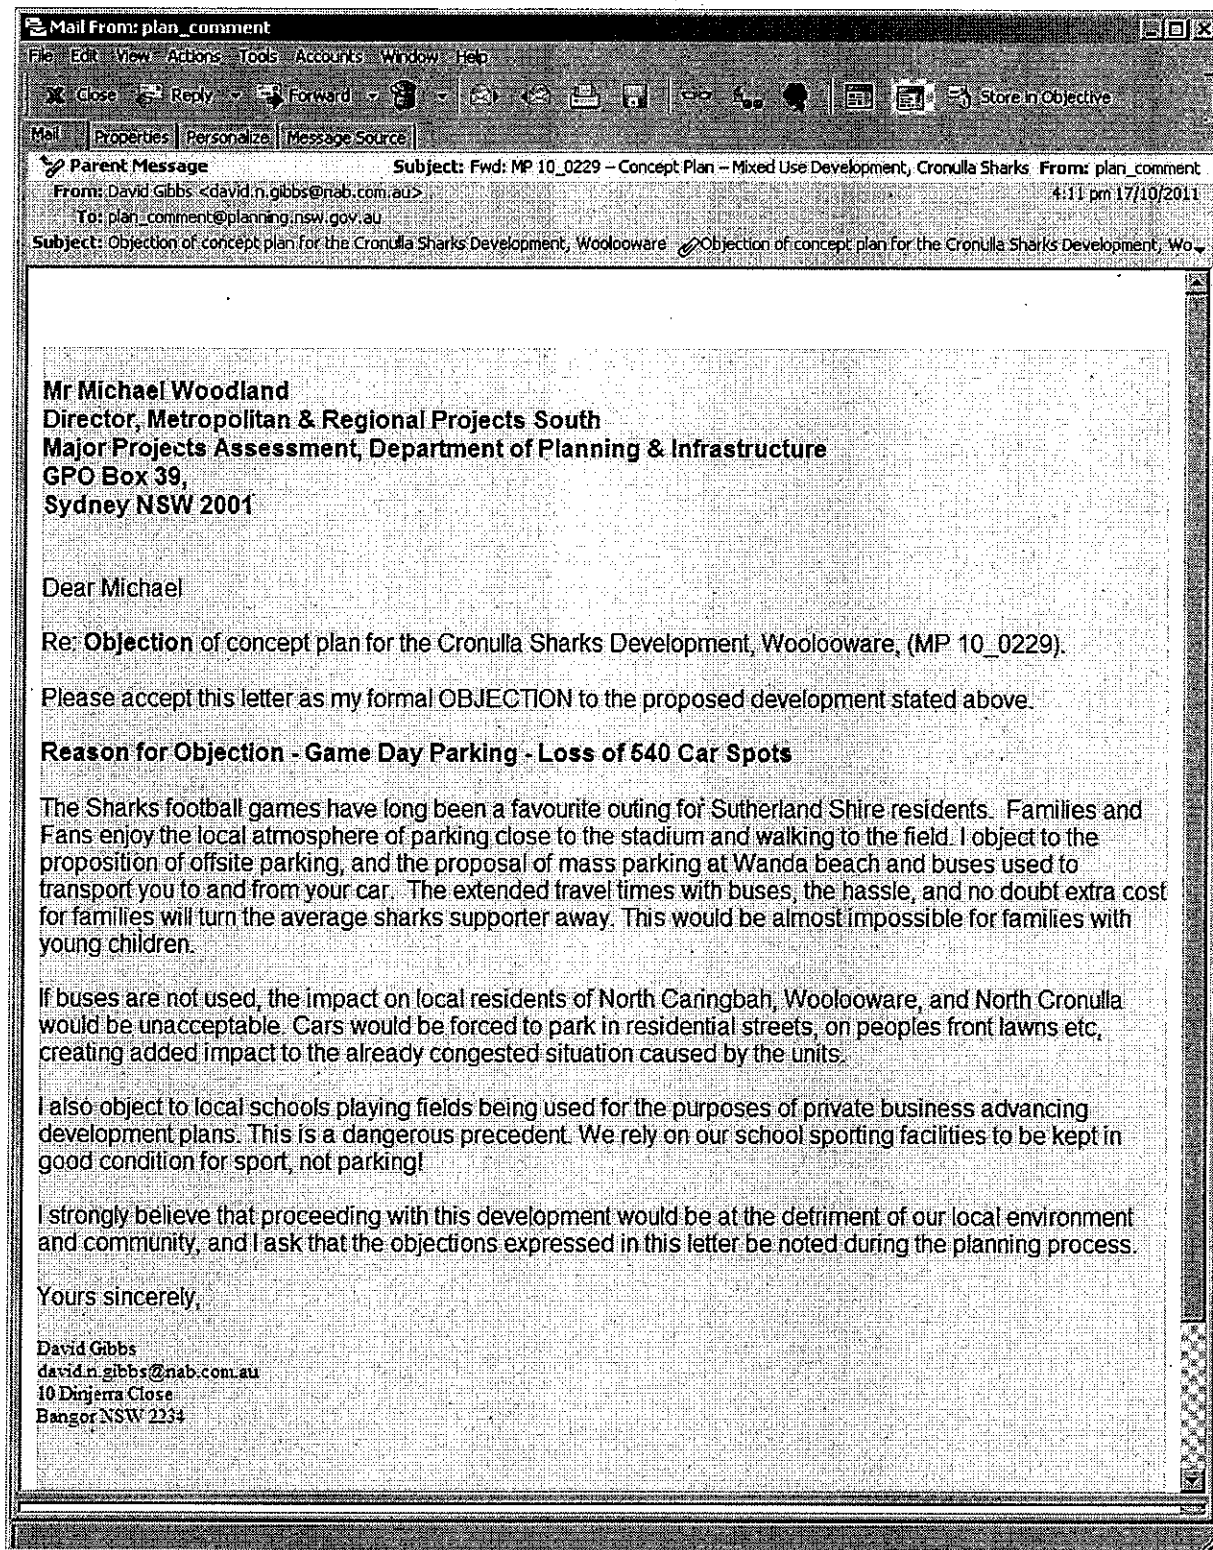 Mail From: plan_comment
File Edit View Actions Tools Accounts Window Help
Close Reply Forward Store in Objective
Mail Properties Personalize Message Source
Parent Message Subject: Fwd: MP 10_0229 – Concept Plan – Mixed Use Development, Cronulla Sharks From: plan_comment
From: David Gibbs <david.n.gibbs@nab.com.au> 4:11 pm 17/10/2011
To: plan_comment@planning.nsw.gov.au
Subject: Objection of concept plan for the Cronulla Sharks Development, Woolooware Objection of concept plan for the Cronulla Sharks Development, Wo
Mr Michael Woodland
Director, Metropolitan & Regional Projects South
Major Projects Assessment, Department of Planning & Infrastructure
GPO Box 39,
Sydney NSW 2001
Dear Michael
Re: Objection of concept plan for the Cronulla Sharks Development, Woolooware, (MP 10_0229).
Please accept this letter as my formal OBJECTION to the proposed development stated above.
Reason for Objection - Game Day Parking - Loss of 540 Car Spots
The Sharks football games have long been a favourite outing for Sutherland Shire residents. Families and
Fans enjoy the local atmosphere of parking close to the stadium and walking to the field. I object to the
proposition of offsite parking, and the proposal of mass parking at Wanda beach and buses used to
transport you to and from your car. The extended travel times with buses, the hassle, and no doubt extra cost
for families will turn the average sharks supporter away. This would be almost impossible for families with
young children.
If buses are not used, the impact on local residents of North Caringbah, Woolooware, and North Cronulla
would be unacceptable. Cars would be forced to park in residential streets, on peoples front lawns etc,
creating added impact to the already congested situation caused by the units.
I also object to local schools playing fields being used for the purposes of private business advancing
development plans. This is a dangerous precedent. We rely on our school sporting facilities to be kept in
good condition for sport, not parking!
I strongly believe that proceeding with this development would be at the detriment of our local environment
and community, and I ask that the objections expressed in this letter be noted during the planning process.
Yours sincerely,
David Gibbs
david.n.gibbs@nab.com.au
10 Dinjerra Close
Bangor NSW 2234